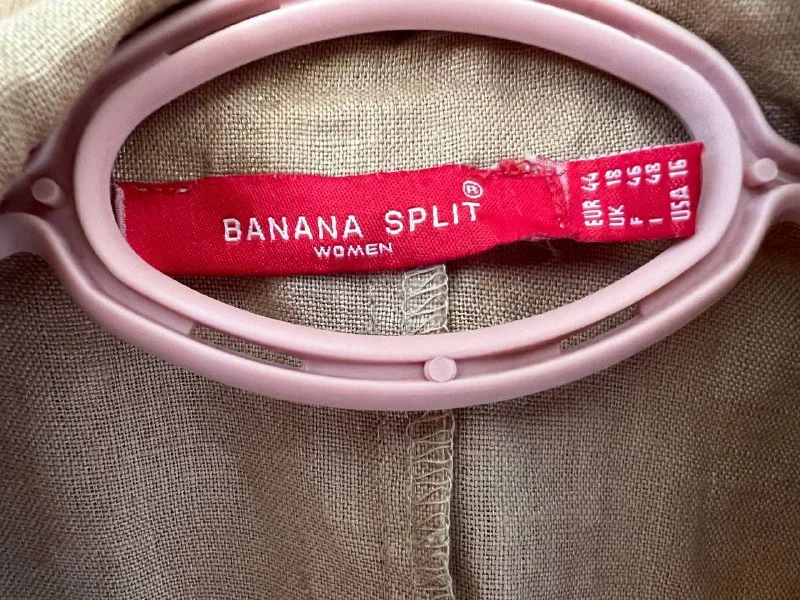 BANANA SPLIT®
WOMEN
EUR 44
UK 18
F 46
I 48
USA 16